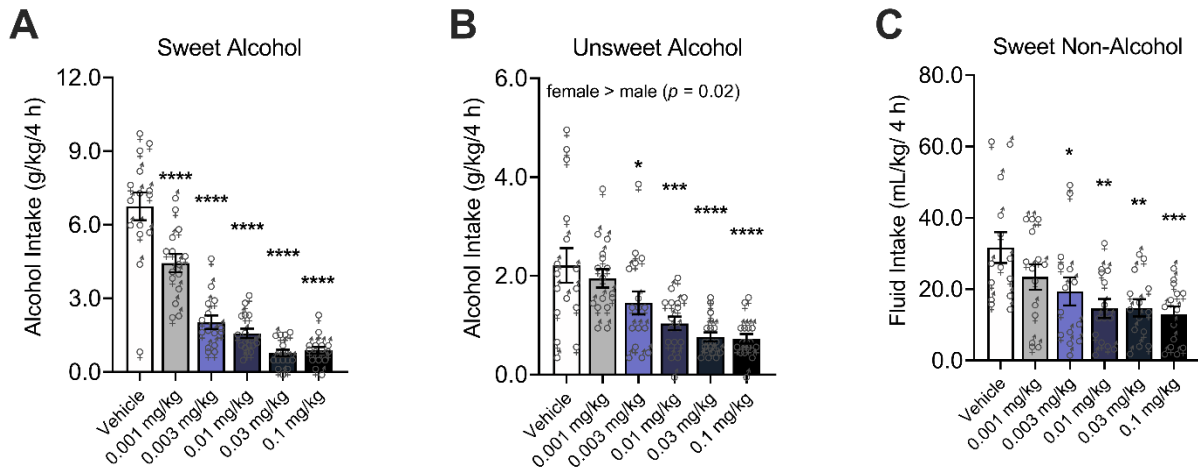 A
Sweet Alcohol
Alcohol Intake (g/kg/4 h)
12.0
9.0
6.0
3.0
0.0
****
****
****
****
****
Vehicle
0.001 mg/kg
0.003 mg/kg
0.01 mg/kg
0.03 mg/kg
0.1 mg/kg
B
Unsweet Alcohol
female > male (p = 0.02)
Alcohol Intake (g/kg/4 h)
6.0
4.0
2.0
0.0
*
***
****
****
Vehicle
0.001 mg/kg
0.003 mg/kg
0.01 mg/kg
0.03 mg/kg
0.1 mg/kg
C
Sweet Non-Alcohol
Fluid Intake (mL/kg/ 4 h)
80.0
60.0
40.0
20.0
0.0
*
**
**
***
Vehicle
0.001 mg/kg
0.003 mg/kg
0.01 mg/kg
0.03 mg/kg
0.1 mg/kg